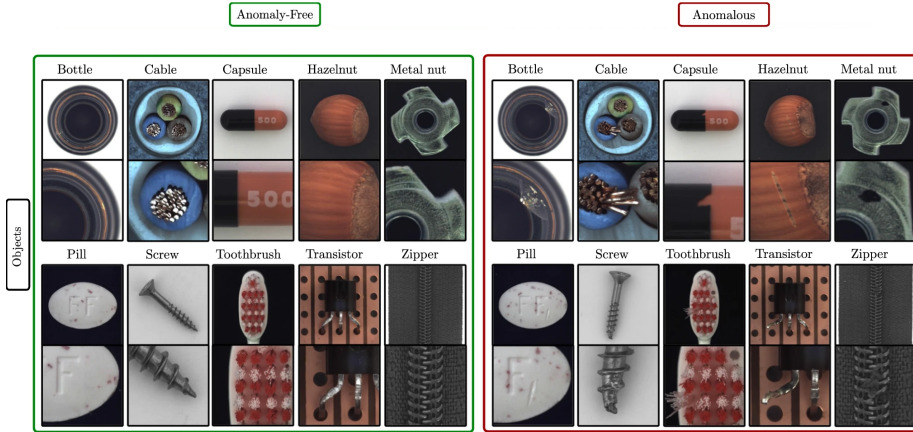 Anomaly-Free
Anomalous
Objects
Bottle Cable Capsule Hazelnut Metal nut
500
500
Pill Screw Toothbrush Transistor Zipper
FF
F
Bottle Cable Capsule Hazelnut Metal nut
500
Pill Screw Toothbrush Transistor Zipper
FF
F